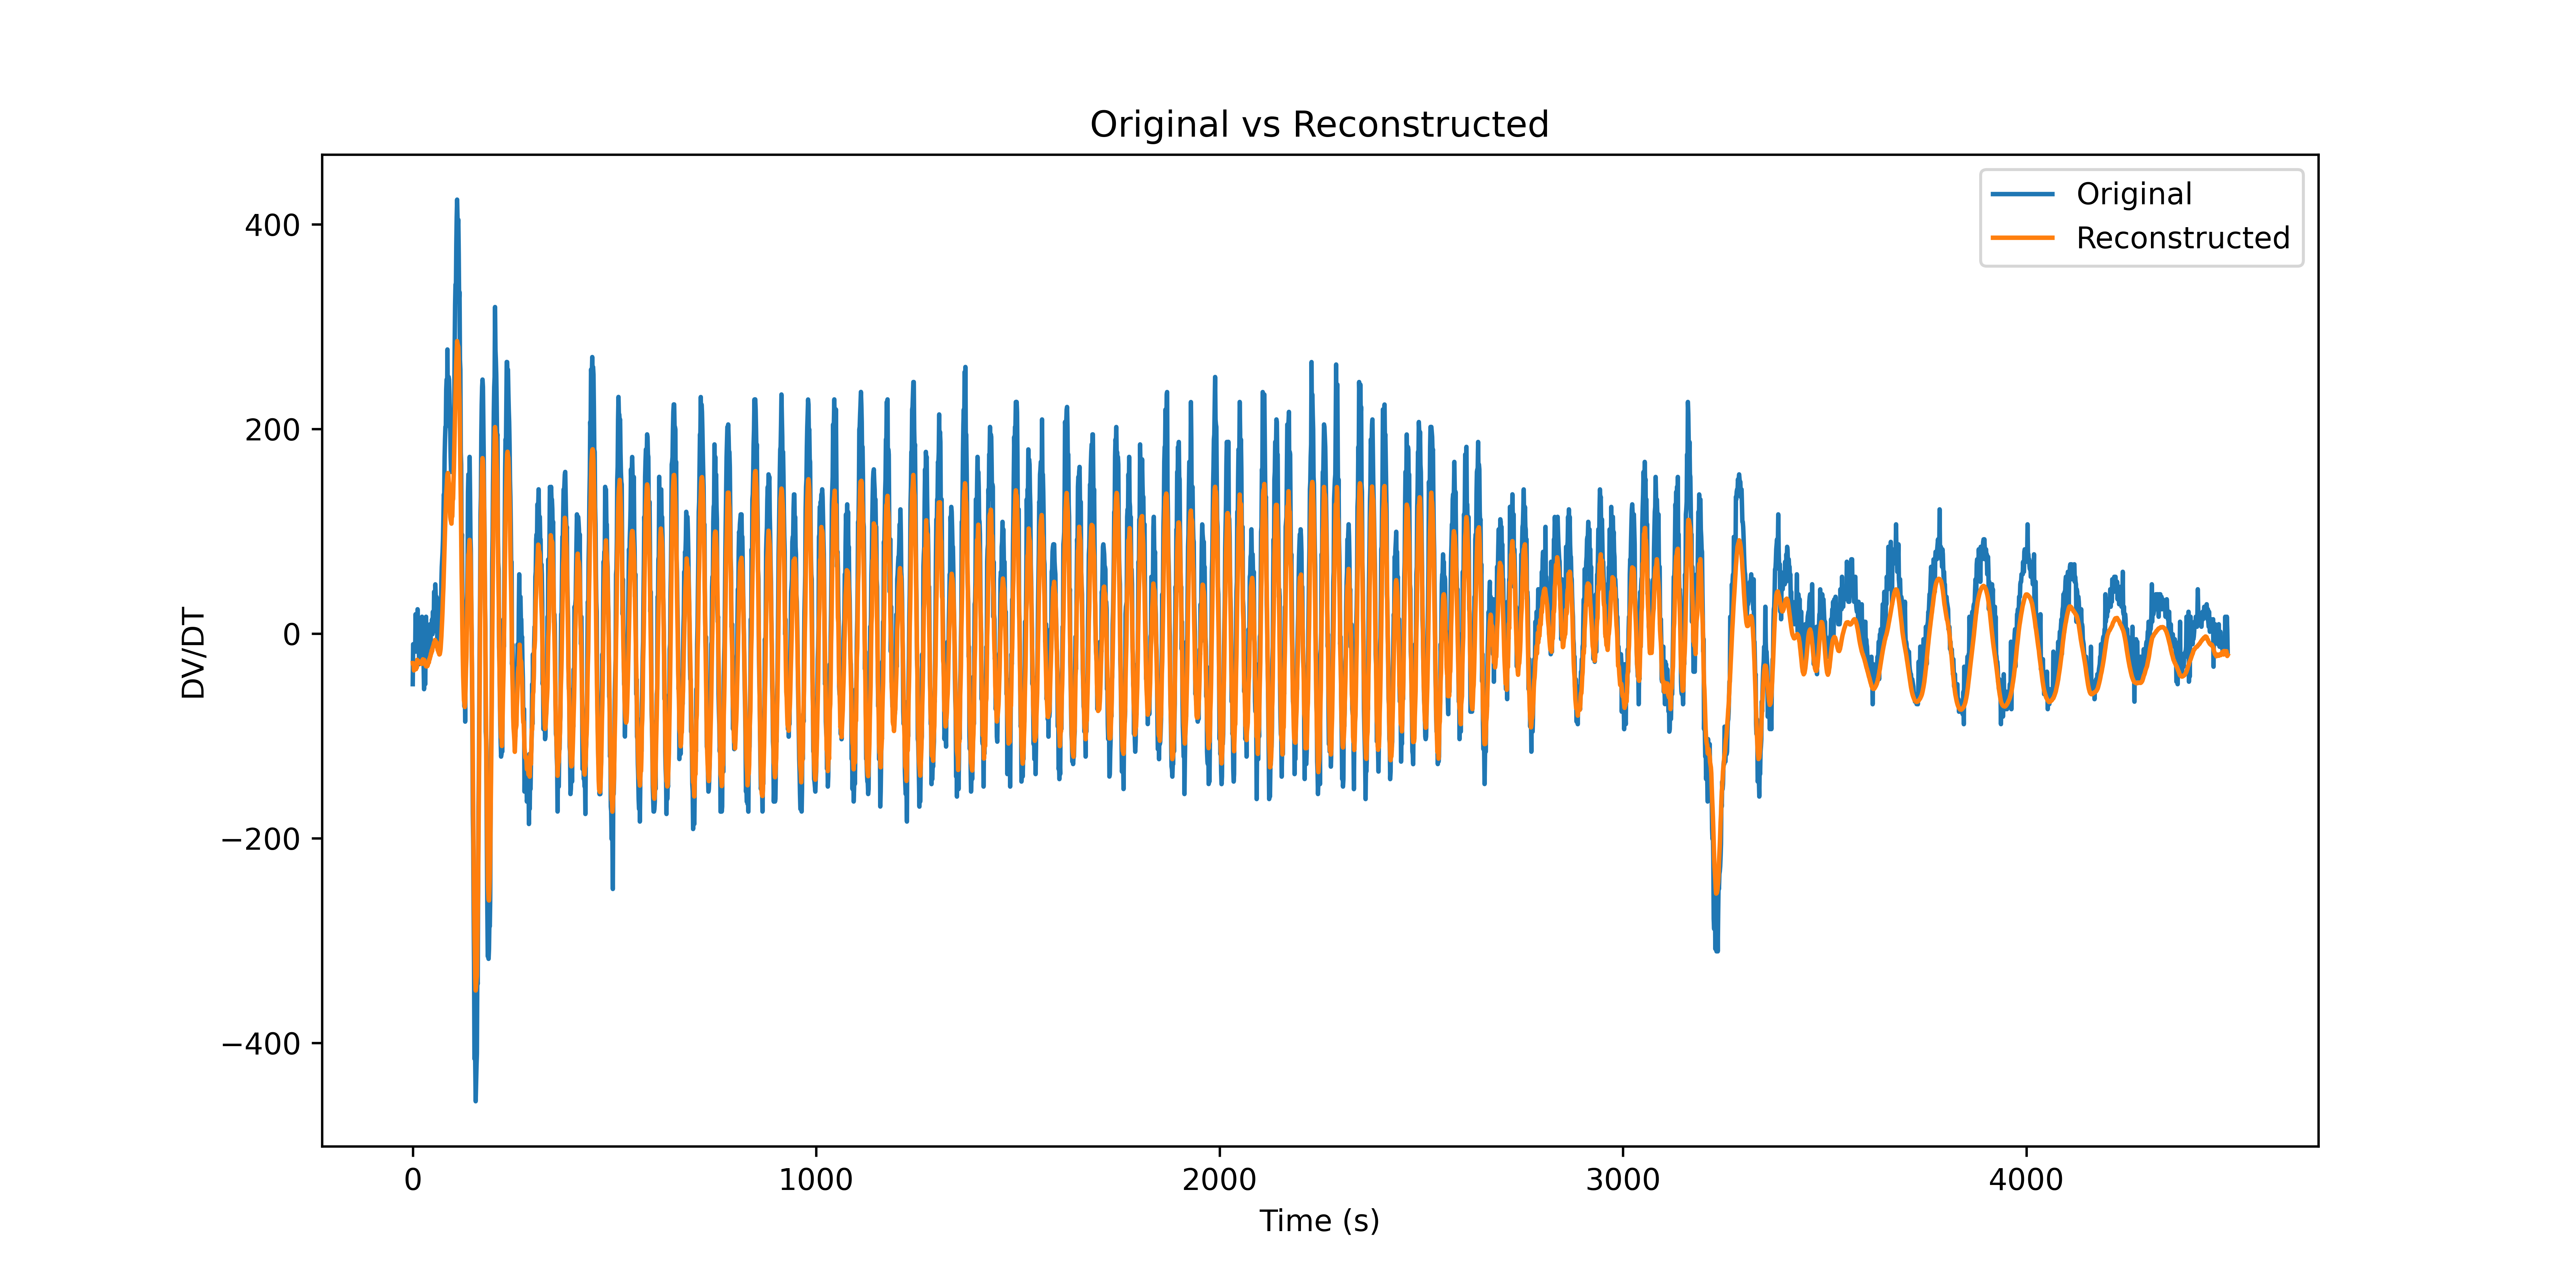 Original vs Reconstructed
Original
Reconstructed
400
200
0
−200
−400
DV/DT
0
1000
2000
3000
4000
Time (s)